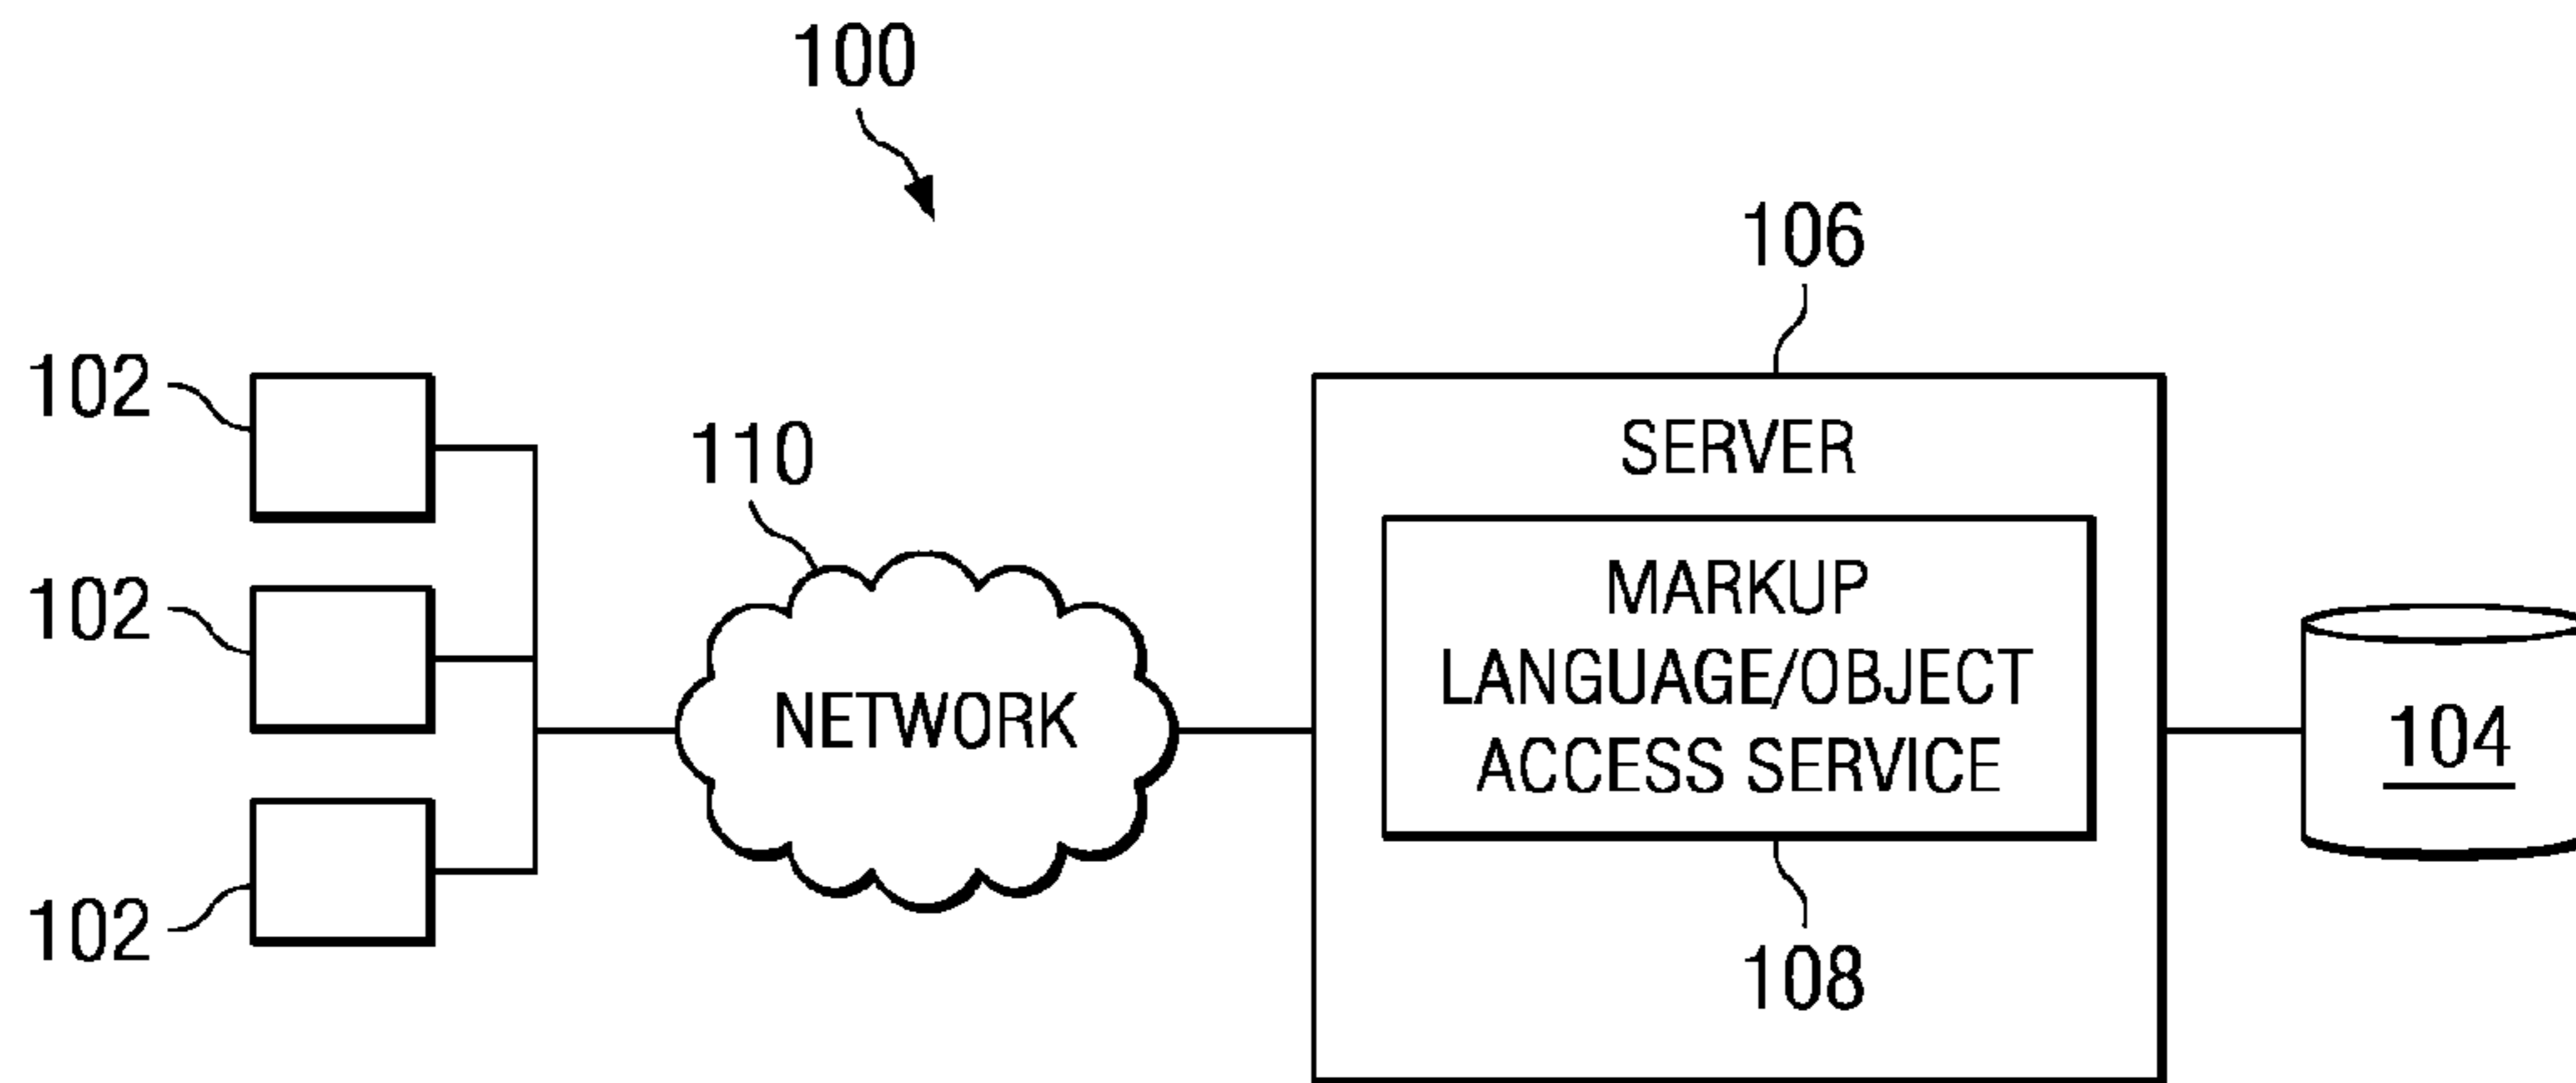 100
106
102
110
SERVER
102
MARKUP
LANGUAGE/OBJECT
ACCESS SERVICE
NETWORK
104
102
108